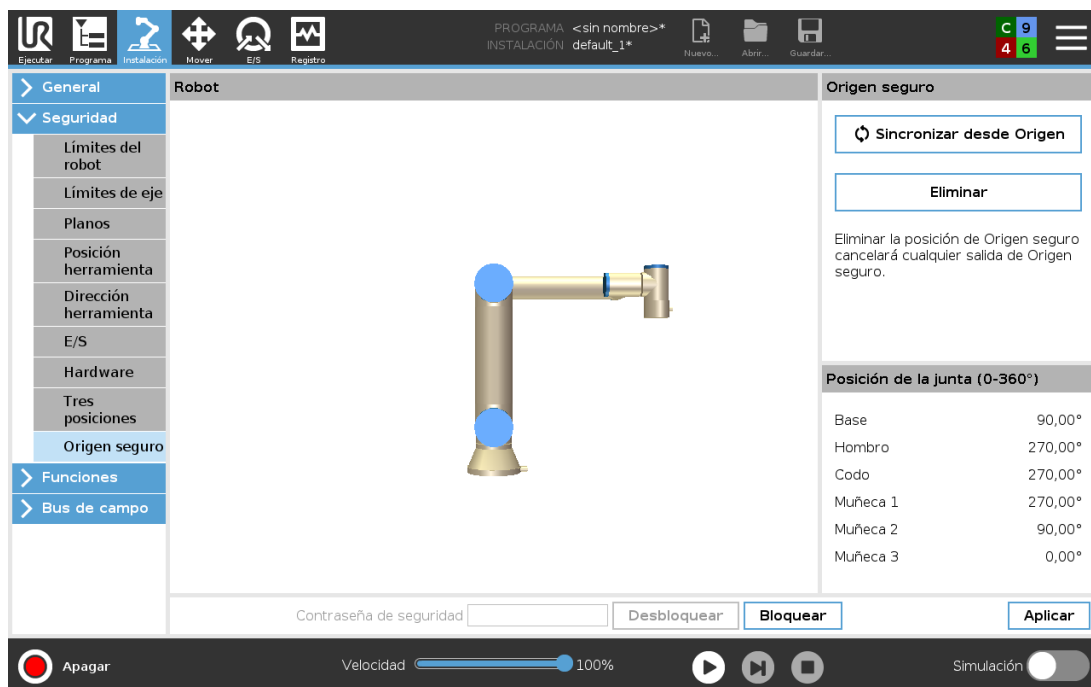 UR
Ejecutar
Programa
Instalación
Mover
E/S
Registro
PROGRAMA <sin nombre>*
INSTALACIÓN default_1*
Nuevo...
Abrir...
Guardar...
C 9
4 6
General
Seguridad
Límites del
robot
Límites de eje
Planos
Posición
herramienta
Dirección
herramienta
E/S
Hardware
Tres
posiciones
Origen seguro
Funciones
Bus de campo
Robot
Origen seguro
Sincronizar desde Origen
Eliminar
Eliminar la posición de Origen seguro
cancelará cualquier salida de Origen
seguro.
Posición de la junta (0-360°)
Base 90,00°
Hombro 270,00°
Codo 270,00°
Muñeca 1 270,00°
Muñeca 2 90,00°
Muñeca 3 0,00°
Contraseña de seguridad Desbloquear Bloquear Aplicar
Apagar Velocidad 100% Simulación